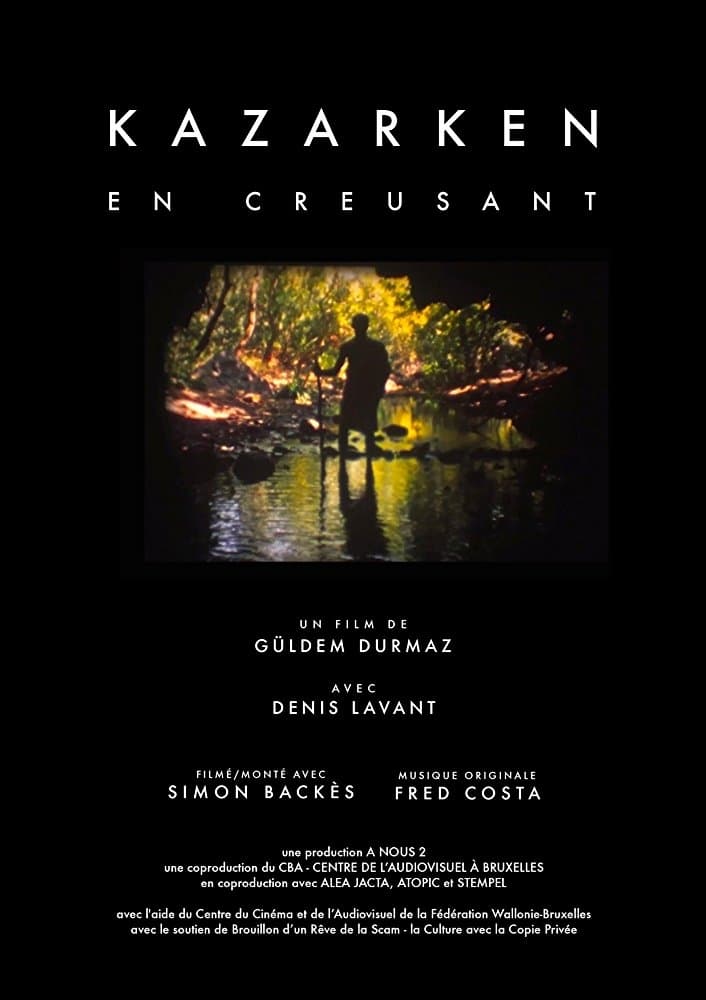 KAZARKEN
EN CREUSANT
UN FILM DE
GÜLDEM DURMAZ
AVEC
DENIS LAVANT
FILMÉ/MONTÉ AVEC
SIMON BACKÈS
MUSIQUE ORIGINALE
FRED COSTA
une production A NOUS 2
une coproduction du CBA - CENTRE DE L'AUDIOVISUEL À BRUXELLES
en coproduction avec ALEA JACTA, ATOPIC et STEMPEL
avec l'aide du Centre du Cinéma et de l'Audiovisuel de la Fédération Wallonie-Bruxelles
avec le soutien de Brouillon d'un Rêve de la Scam - la Culture avec la Copie Privée